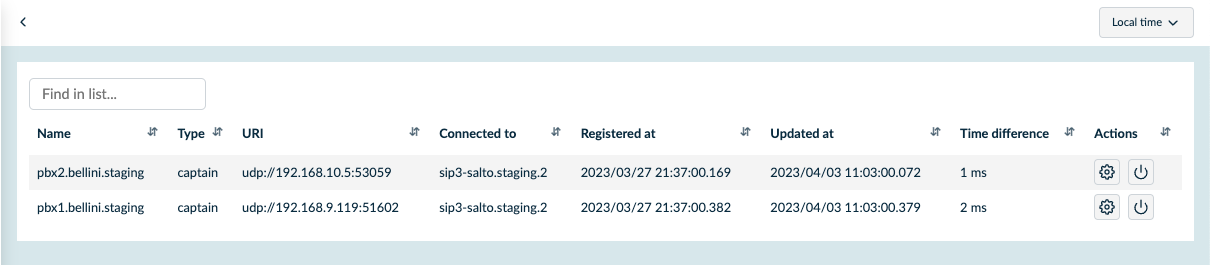 Local time
Find in list...
Name Type URI Connected to Registered at Updated at Time difference Actions
pbx2.bellini.staging captain udp://192.168.10.5:53059 sip3-salto.staging.2 2023/03/27 21:37:00.169 2023/04/03 11:03:00.072 1 ms
pbx1.bellini.staging captain udp://192.168.9.119:51602 sip3-salto.staging.2 2023/03/27 21:37:00.382 2023/04/03 11:03:00.379 2 ms